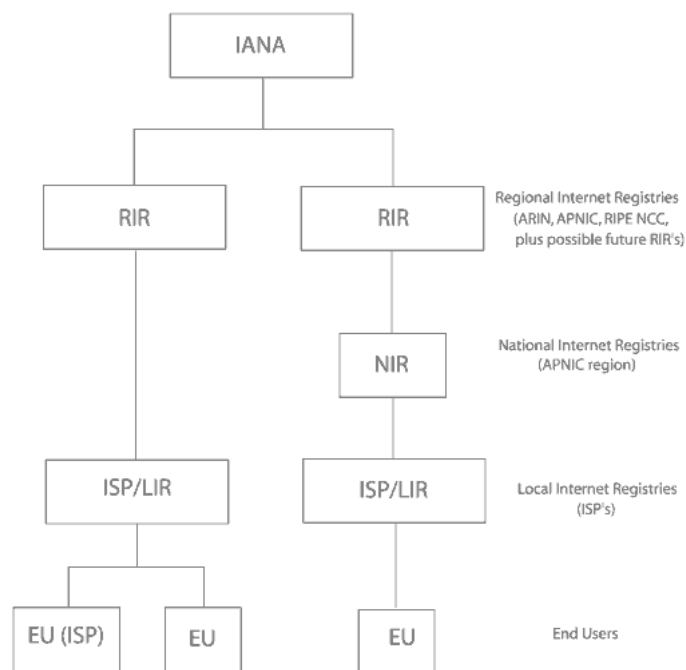 IANA
RIR
RIR
Regional Internet Registries
(ARIN, APNIC, RIPE NCC,
plus possible future RIR's)
NIR
National Internet Registries
(APNIC region)
ISP/LIR
ISP/LIR
Local Internet Registries
(ISP's)
EU (ISP)
EU
EU
End Users